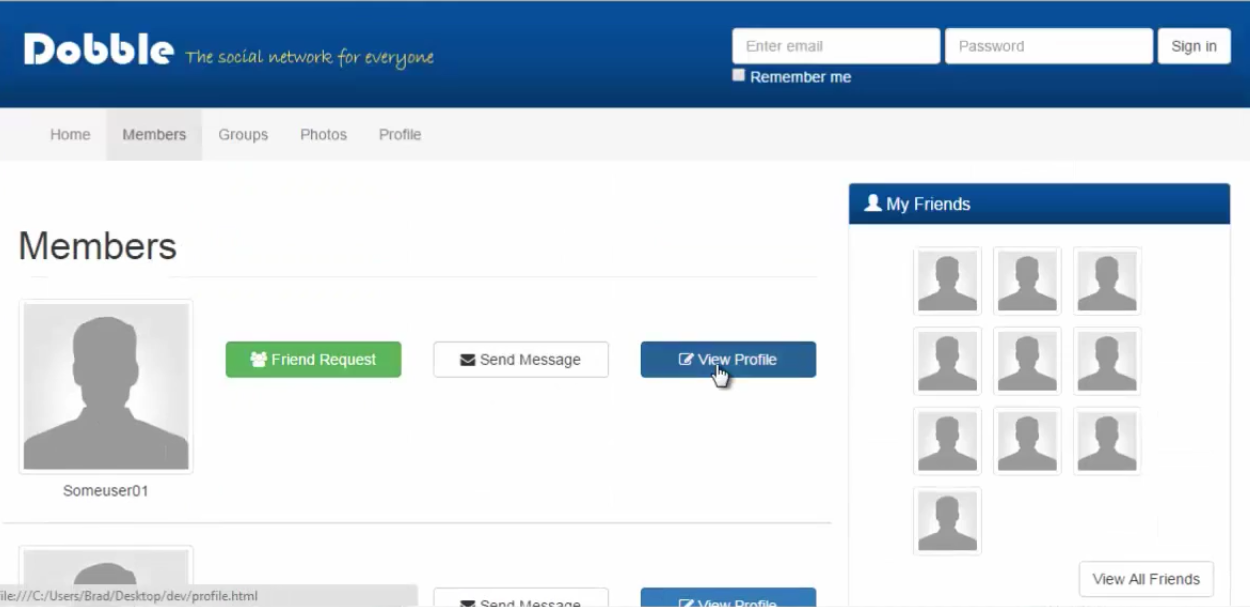 Dobble The social network for everyone
Enter email Password Sign in
Remember me
Home Members Groups Photos Profile
Members
Friend Request Send Message View Profile
Someuser01
Send Message View Profile
My Friends
View All Friends
ile:///C:/Users/Brad/Desktop/dev/profile.html